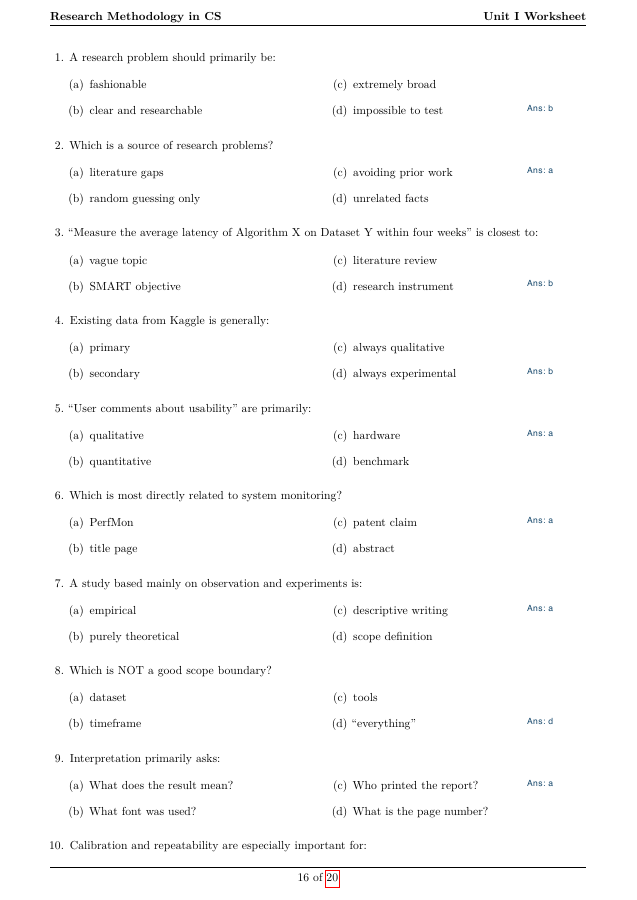 Research Methodology in CS Unit I Worksheet
1. A research problem should primarily be:
(a) fashionable (c) extremely broad
(b) clear and researchable (d) impossible to test Ans: b
2. Which is a source of research problems?
(a) literature gaps (c) avoiding prior work Ans: a
(b) random guessing only (d) unrelated facts
3. “Measure the average latency of Algorithm X on Dataset Y within four weeks” is closest to:
(a) vague topic (c) literature review
(b) SMART objective (d) research instrument Ans: b
4. Existing data from Kaggle is generally:
(a) primary (c) always qualitative
(b) secondary (d) always experimental Ans: b
5. “User comments about usability” are primarily:
(a) qualitative (c) hardware Ans: a
(b) quantitative (d) benchmark
6. Which is most directly related to system monitoring?
(a) PerfMon (c) patent claim Ans: a
(b) title page (d) abstract
7. A study based mainly on observation and experiments is:
(a) empirical (c) descriptive writing Ans: a
(b) purely theoretical (d) scope definition
8. Which is NOT a good scope boundary?
(a) dataset (c) tools
(b) timeframe (d) “everything” Ans: d
9. Interpretation primarily asks:
(a) What does the result mean? (c) Who printed the report? Ans: a
(b) What font was used? (d) What is the page number?
10. Calibration and repeatability are especially important for:
16 of 20